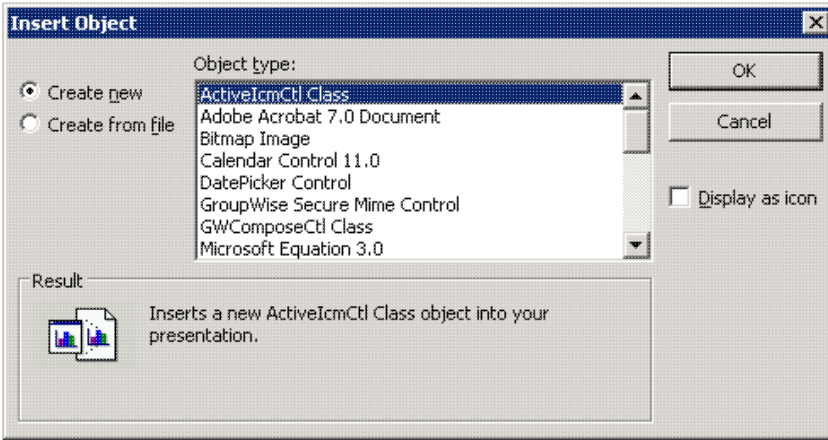 Insert Object
Object type:
Create new
Create from file
ActiveIcmCtl Class
Adobe Acrobat 7.0 Document
Bitmap Image
Calendar Control 11.0
DatePicker Control
GroupWise Secure Mime Control
GWComposeCtl Class
Microsoft Equation 3.0
OK
Cancel
Display as icon
Result
Inserts a new ActiveIcmCtl Class object into your
presentation.